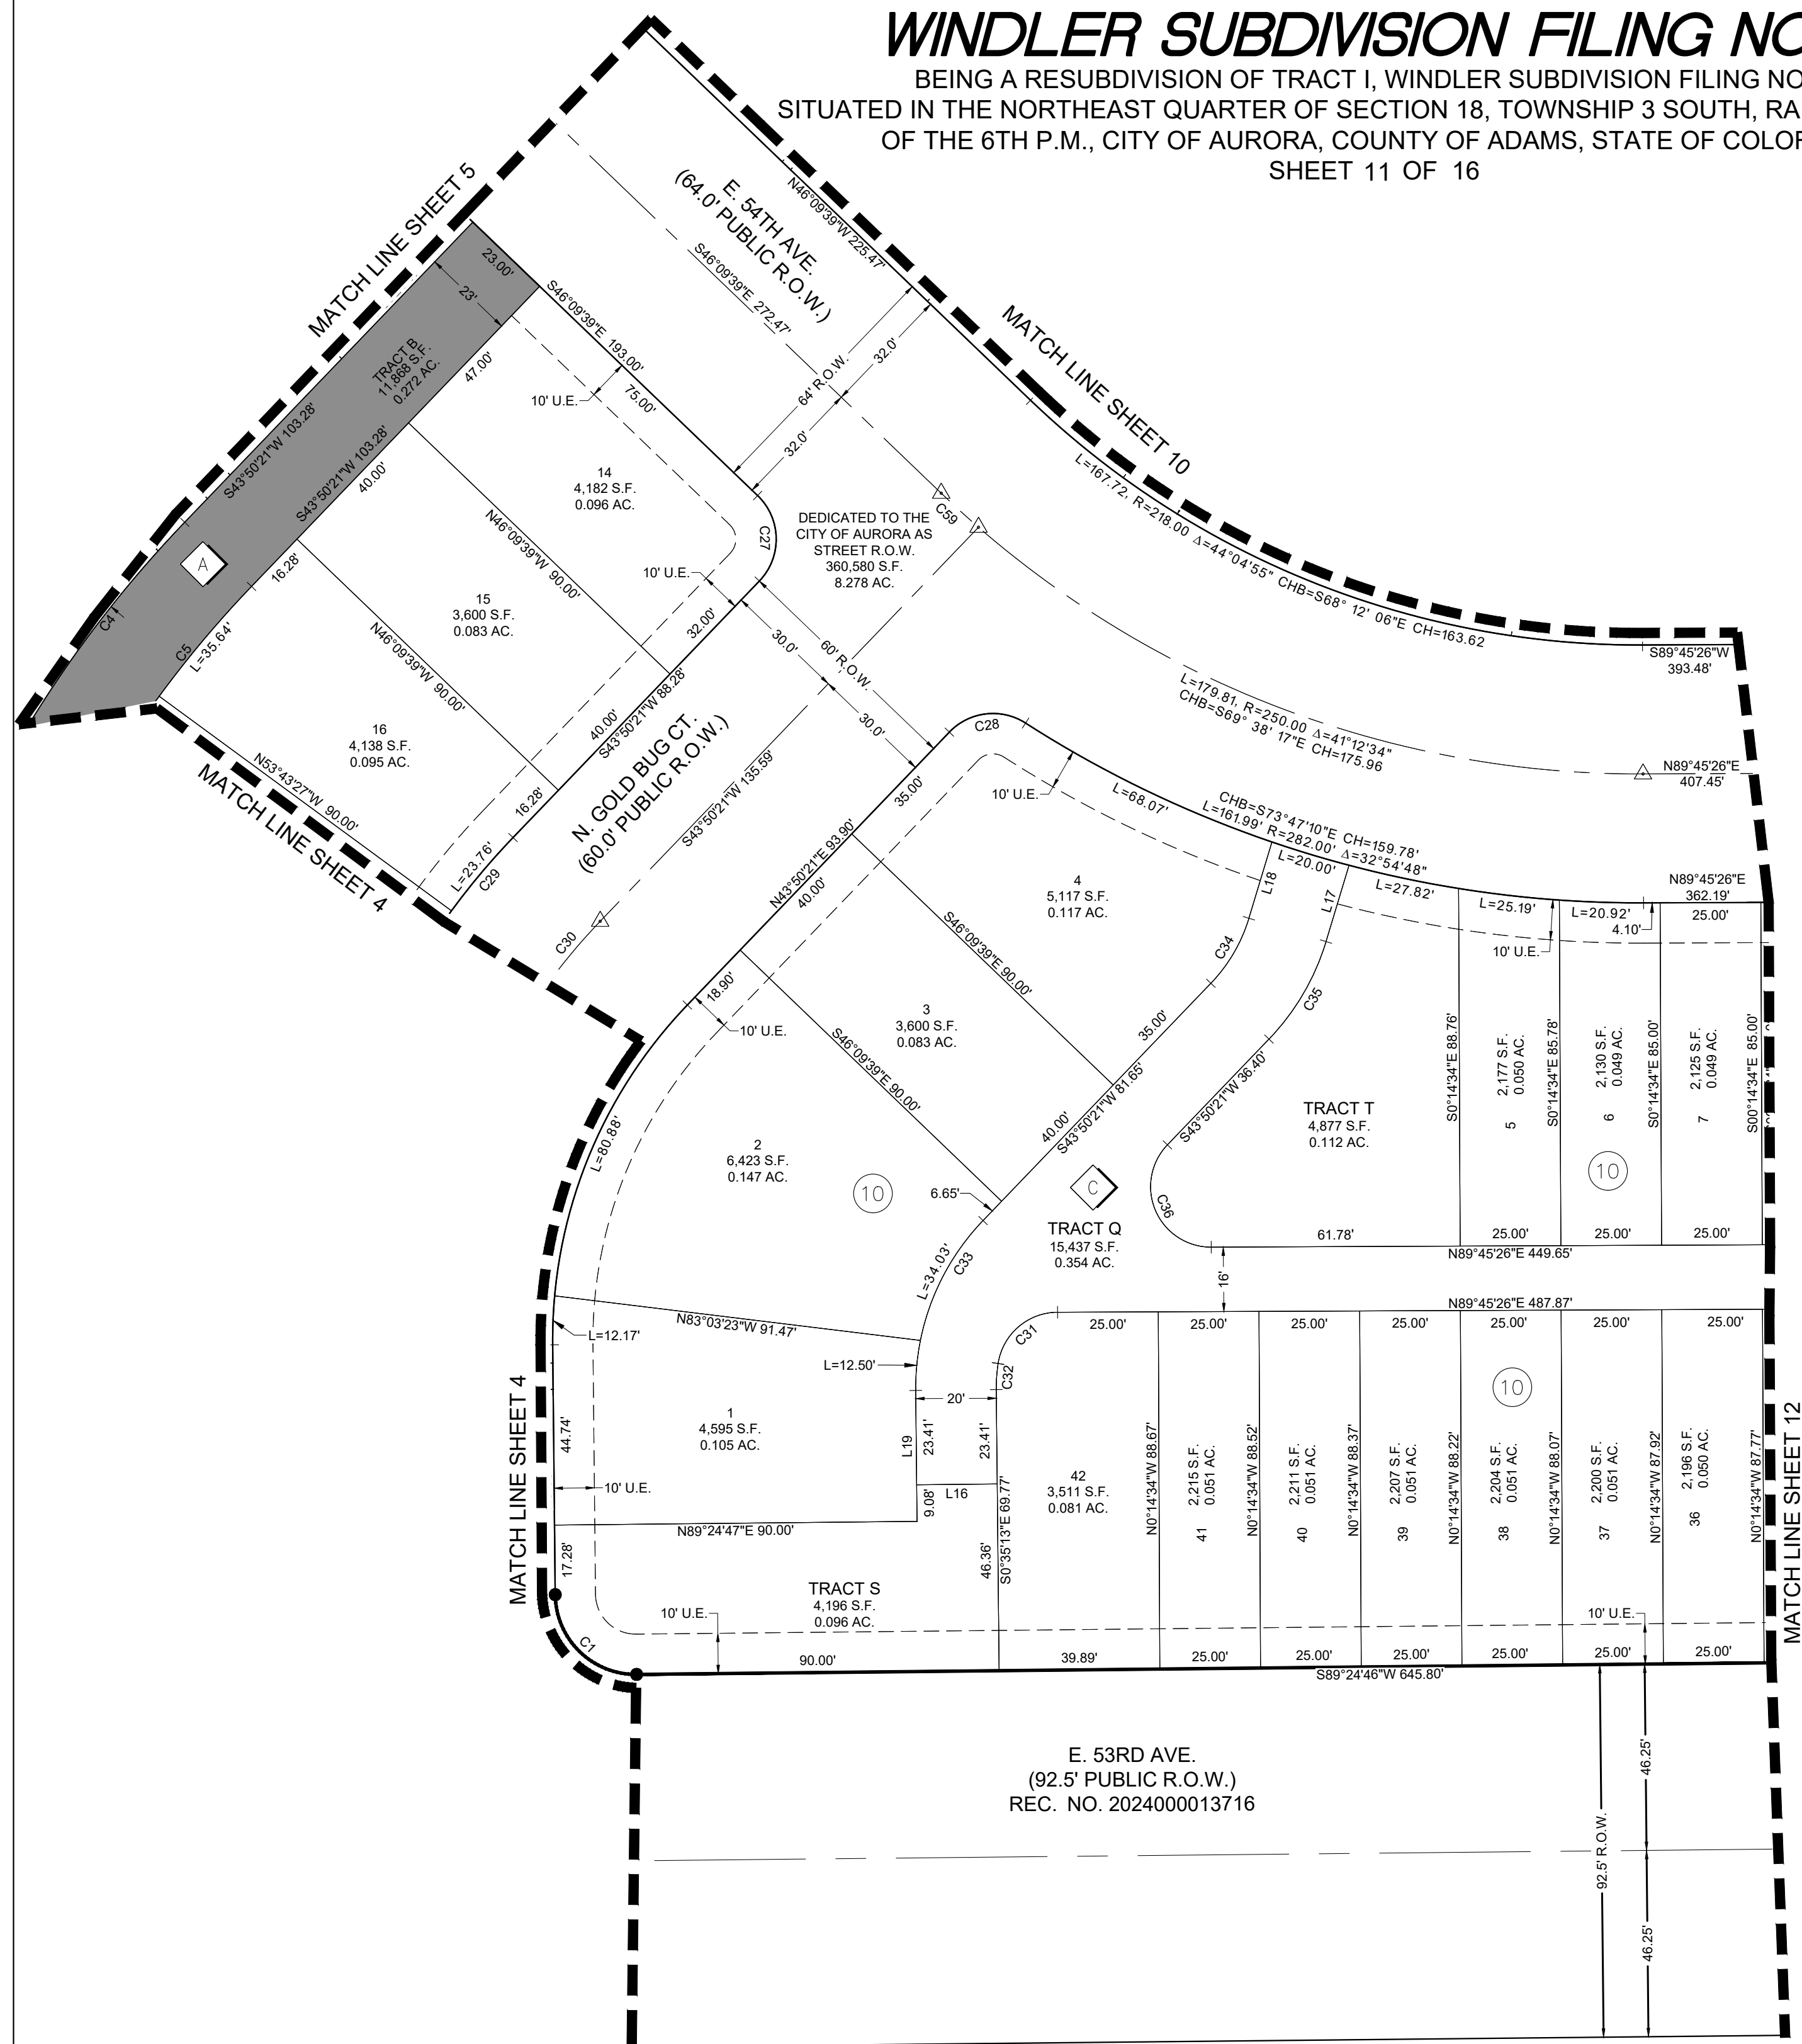 WINDLER SUBDIVISION FILING NO
BEING A RESUBDIVISION OF TRACT I, WINDLER SUBDIVISION FILING NO
SITUATED IN THE NORTHEAST QUARTER OF SECTION 18, TOWNSHIP 3 SOUTH, RA
OF THE 6TH P.M., CITY OF AURORA, COUNTY OF ADAMS, STATE OF COLO
SHEET 11 OF 16
MATCH LINE SHEET 5
E. 54TH AVE.
(64.0' PUBLIC R.O.W.)
N46°09'39"W 225.47'
S46°09'39"E 272.47'
MATCH LINE SHEET 10
23.00'
23'
S46°09'39"E 193.00'
75.00'
10' U.E.
TRACT B
11,868 S.F.
0.272 AC.
47.00'
64' R.O.W.
32.0'
32.0'
S43°50'21"W 103.28'
S43°50'21"W 103.28'
40.00'
14
4,182 S.F.
0.096 AC.
N46°09'39"W 90.00'
C27
C59
L=167.72, R=218.00 Δ=44°04'55" CHB=S68° 12' 06"E CH=163.62
DEDICATED TO THE
CITY OF AURORA AS
STREET R.O.W.
360,580 S.F.
8.278 AC.
A
16.28'
10' U.E.
15
3,600 S.F.
0.083 AC.
32.00'
30.0'
60' R.O.W.
30.0'
C4
C5
L=35.64'
N46°09'39"W 90.00'
S89°45'26"W
393.48'
L=179.81, R=250.00 Δ=41°12'34"
CHB=S69° 38' 17"E CH=175.96
N89°45'26"E
407.45'
16
4,138 S.F.
0.095 AC.
40.00'
S43°50'21"W 88.28'
N53°43'27"W 90.00'
MATCH LINE SHEET 4
16.28'
N. GOLD BUG CT.
(60.0' PUBLIC R.O.W.)
S43°50'21"W 135.59'
C28
35.00'
10' U.E.
L=68.07'
CHB=S73°47'10"E CH=159.78'
L=161.99' R=282.00' Δ=32°54'48"
L=20.00'
L=27.82'
L=25.19'
L=20.92'
4.10'
N89°45'26"E
362.19'
25.00'
10' U.E.
L=23.76'
C29
C30
N43°50'21"E 93.90'
40.00'
4
5,117 S.F.
0.117 AC.
L18
L17
C34
C35
S46°09'39"E 90.00'
18.90'
10' U.E.
3
3,600 S.F.
0.083 AC.
35.00'
S43°50'21"W 81.65'
40.00'
S43°50'21"W 36.40'
S46°09'39"E 90.00'
TRACT T
4,877 S.F.
0.112 AC.
S0°14'34"E 88.76'
5
2,177 S.F.
0.050 AC.
S0°14'34"E 85.78'
6
2,130 S.F.
0.049 AC.
S0°14'34"E 85.00'
7
2,125 S.F.
0.049 AC.
S00°14'34"E 85.00'
10
L=80.88'
2
6,423 S.F.
0.147 AC.
10
6.65'
C
TRACT Q
15,437 S.F.
0.354 AC.
C36
61.78'
25.00'
25.00'
25.00'
N89°45'26"E 449.65'
16'
L=34.03'
C33
N89°45'26"E 487.87'
N83°03'23"W 91.47'
L=12.17'
L=12.50'
C31
C32
25.00'
25.00'
25.00'
25.00'
25.00'
25.00'
25.00'
10
MATCH LINE SHEET 4
44.74'
1
4,595 S.F.
0.105 AC.
20'
L19
23.41'
23.41'
L16
9.08'
10' U.E.
N89°24'47"E 90.00'
17.28'
46.36'
S0°35'13"E 69.77'
42
3,511 S.F.
0.081 AC.
N0°14'34"W 88.67'
41
2,215 S.F.
0.051 AC.
N0°14'34"W 88.52'
40
2,211 S.F.
0.051 AC.
N0°14'34"W 88.37'
39
2,207 S.F.
0.051 AC.
N0°14'34"W 88.22'
38
2,204 S.F.
0.051 AC.
N0°14'34"W 88.07'
37
2,200 S.F.
0.051 AC.
N0°14'34"W 87.92'
36
2,196 S.F.
0.050 AC.
N0°14'34"W 87.77'
MATCH LINE SHEET 12
TRACT S
4,196 S.F.
0.096 AC.
10' U.E.
10' U.E.
C1
90.00'
39.89'
25.00'
25.00'
25.00'
25.00'
25.00'
25.00'
S89°24'46"W 645.80'
E. 53RD AVE.
(92.5' PUBLIC R.O.W.)
REC. NO. 2024000013716
92.5' R.O.W.
46.25'
46.25'